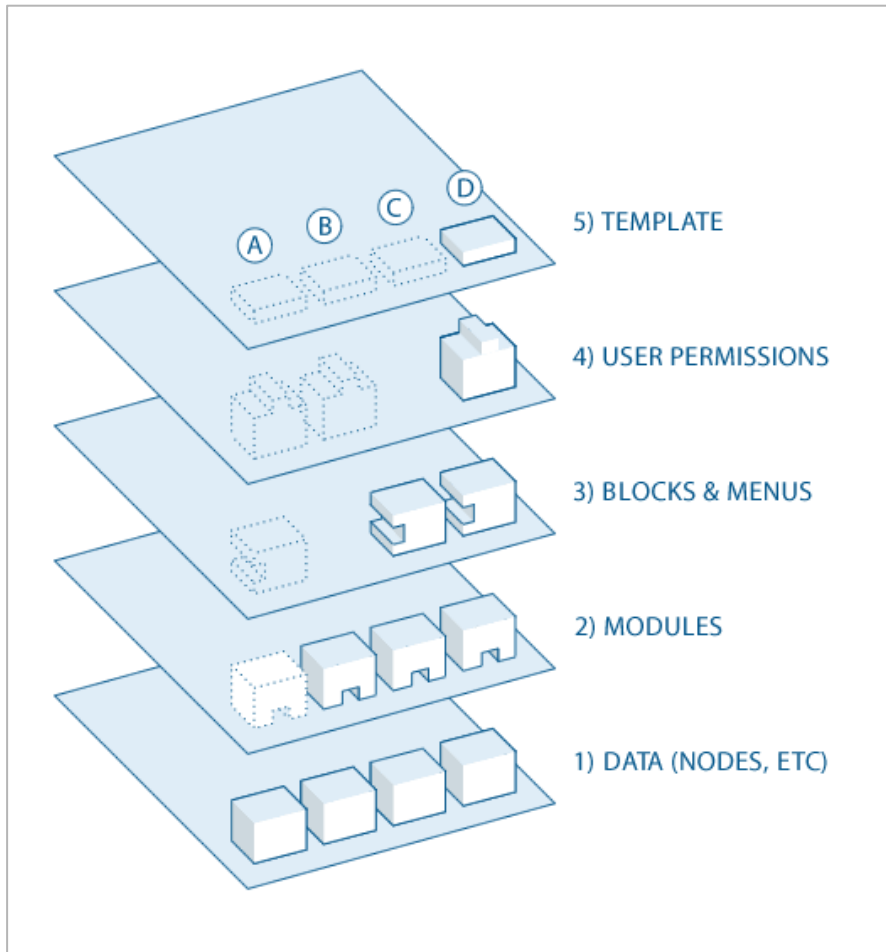 D
C
B
A
5) TEMPLATE
4) USER PERMISSIONS
3) BLOCKS & MENUS
2) MODULES
1) DATA (NODES, ETC)